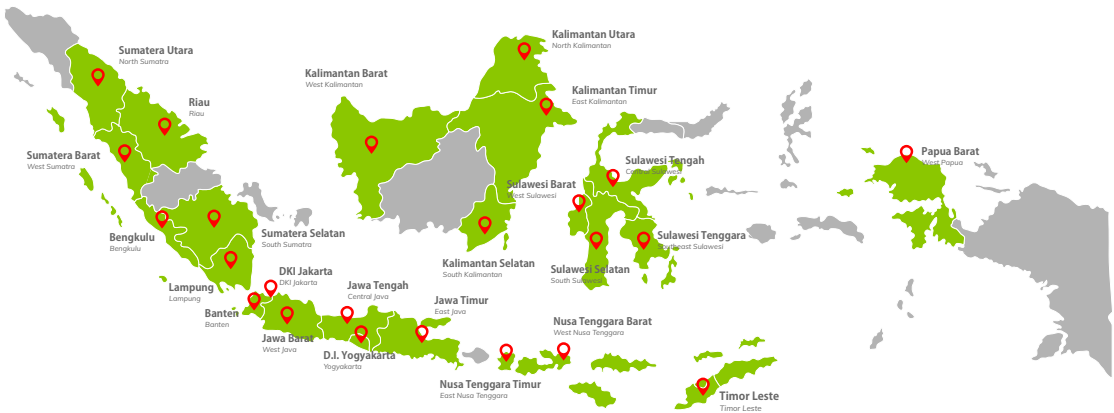 Sumatera Utara
North Sumatra
Riau
Riau
Sumatera Barat
West Sumatra
Bengkulu
Bengkulu
Sumatera Selatan
South Sumatra
Lampung
Lampung
DKI Jakarta
DKI Jakarta
Banten
Banten
Jawa Barat
West Java
Jawa Tengah
Central Java
D.I. Yogyakarta
Yogyakarta
Jawa Timur
East Java
Kalimantan Barat
West Kalimantan
Kalimantan Utara
North Kalimantan
Kalimantan Timur
East Kalimantan
Kalimantan Selatan
South Kalimantan
Sulawesi Tengah
Central Sulawesi
Sulawesi Barat
West Sulawesi
Sulawesi Tenggara
Southeast Sulawesi
Sulawesi Selatan
South Sulawesi
Nusa Tenggara Barat
West Nusa Tenggara
Nusa Tenggara Timur
East Nusa Tenggara
Timor Leste
Timor Leste
Papua Barat
West Papua